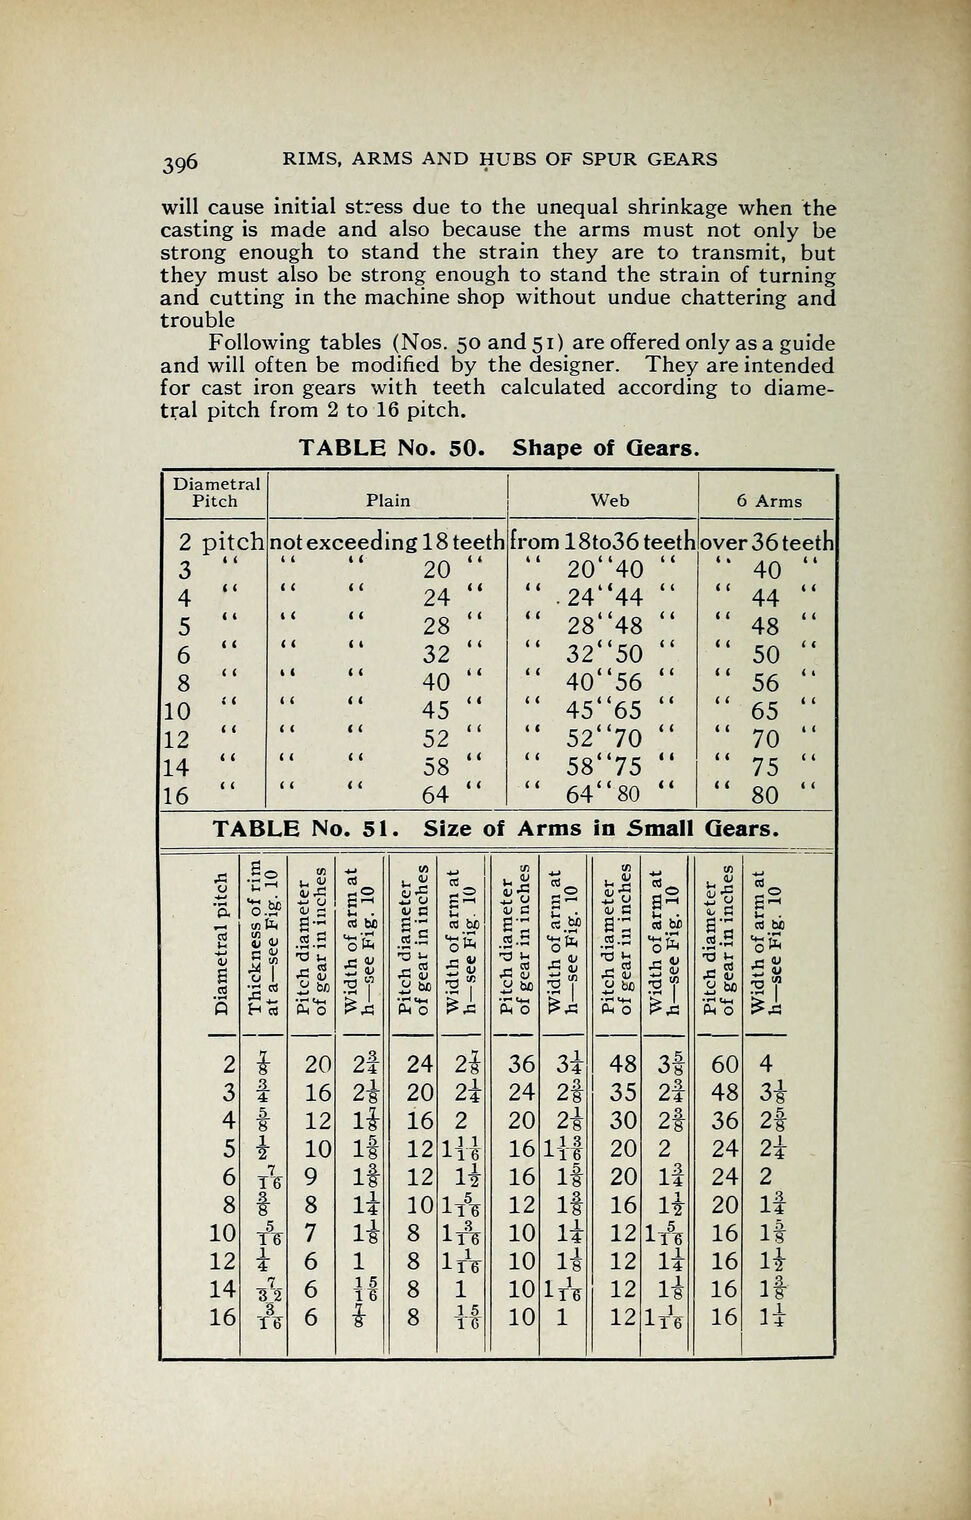 396 RIMS, ARMS AND HUBS OF SPUR GEARS
will cause initial stress due to the unequal shrinkage when the
casting is made and also because the arms must not only be
strong enough to stand the strain they are to transmit, but
they must also be strong enough to stand the strain of turning
and cutting in the machine shop without undue chattering and
trouble
Following tables (Nos. 50 and 51) are offered only as a guide
and will often be modified by the designer. They are intended
for cast iron gears with teeth calculated according to diame-
tral pitch from 2 to 16 pitch.
TABLE No. 50. Shape of Gears.
Diametral
Pitch Plain Web 6 Arms
2 pitch not exceeding 18 teeth from 18 to 36 teeth over 36 teeth
3 “ “ “ 20 “ “ 20 “ 40 “ “ 40 “
4 “ “ “ 24 “ “ 24 “ 44 “ “ 44 “
5 “ “ “ 28 “ “ 28 “ 48 “ “ 48 “
6 “ “ “ 32 “ “ 32 “ 50 “ “ 50 “
8 “ “ “ 40 “ “ 40 “ 56 “ “ 56 “
10 “ “ “ 45 “ “ 45 “ 65 “ “ 65 “
12 “ “ “ 52 “ “ 52 “ 70 “ “ 70 “
14 “ “ “ 58 “ “ 58 “ 75 “ “ 75 “
16 “ “ “ 64 “ “ 64 “ 80 “ “ 80 “
TABLE No. 51. Size of Arms in Small Gears.
Diametral pitch
Thickness of rim
at a—see Fig. 10
Pitch diameter
of gear in inches
Width of arm at
h—see Fig. 10
Pitch diameter
of gear in inches
Width of arm at
h—see Fig. 10
Pitch diameter
of gear in inches
Width of arm at
h—see Fig. 10
Pitch diameter
of gear in inches
Width of arm at
h—see Fig. 10
Pitch diameter
of gear in inches
Width of arm at
h—see Fig. 10
2 7/8 20 2 3/4 24 2 7/8 36 3 1/4 48 3 5/8 60 4
3 3/4 16 2 1/8 20 2 1/4 24 2 3/8 35 2 3/4 48 3 1/8
4 5/8 12 1 7/8 16 2 20 2 1/8 30 2 3/8 36 2 5/8
5 1/2 10 1 5/8 12 1 11/16 16 1 13/16 20 2 24 2 1/4
6 7/16 9 1 3/8 12 1 1/2 16 1 5/8 20 1 3/4 24 2
8 3/8 8 1 1/4 10 1 5/16 12 1 3/8 16 1 1/2 20 1 3/4
10 5/16 7 1 1/8 8 1 3/16 10 1 1/4 12 1 5/16 16 1 5/8
12 1/4 6 1 8 1 1/16 10 1 1/8 12 1 1/4 16 1 1/2
14 7/32 6 15/16 8 1 10 1 1/16 12 1 1/8 16 1 3/8
16 3/16 6 7/8 8 15/16 10 1 12 1 1/16 16 1 1/4